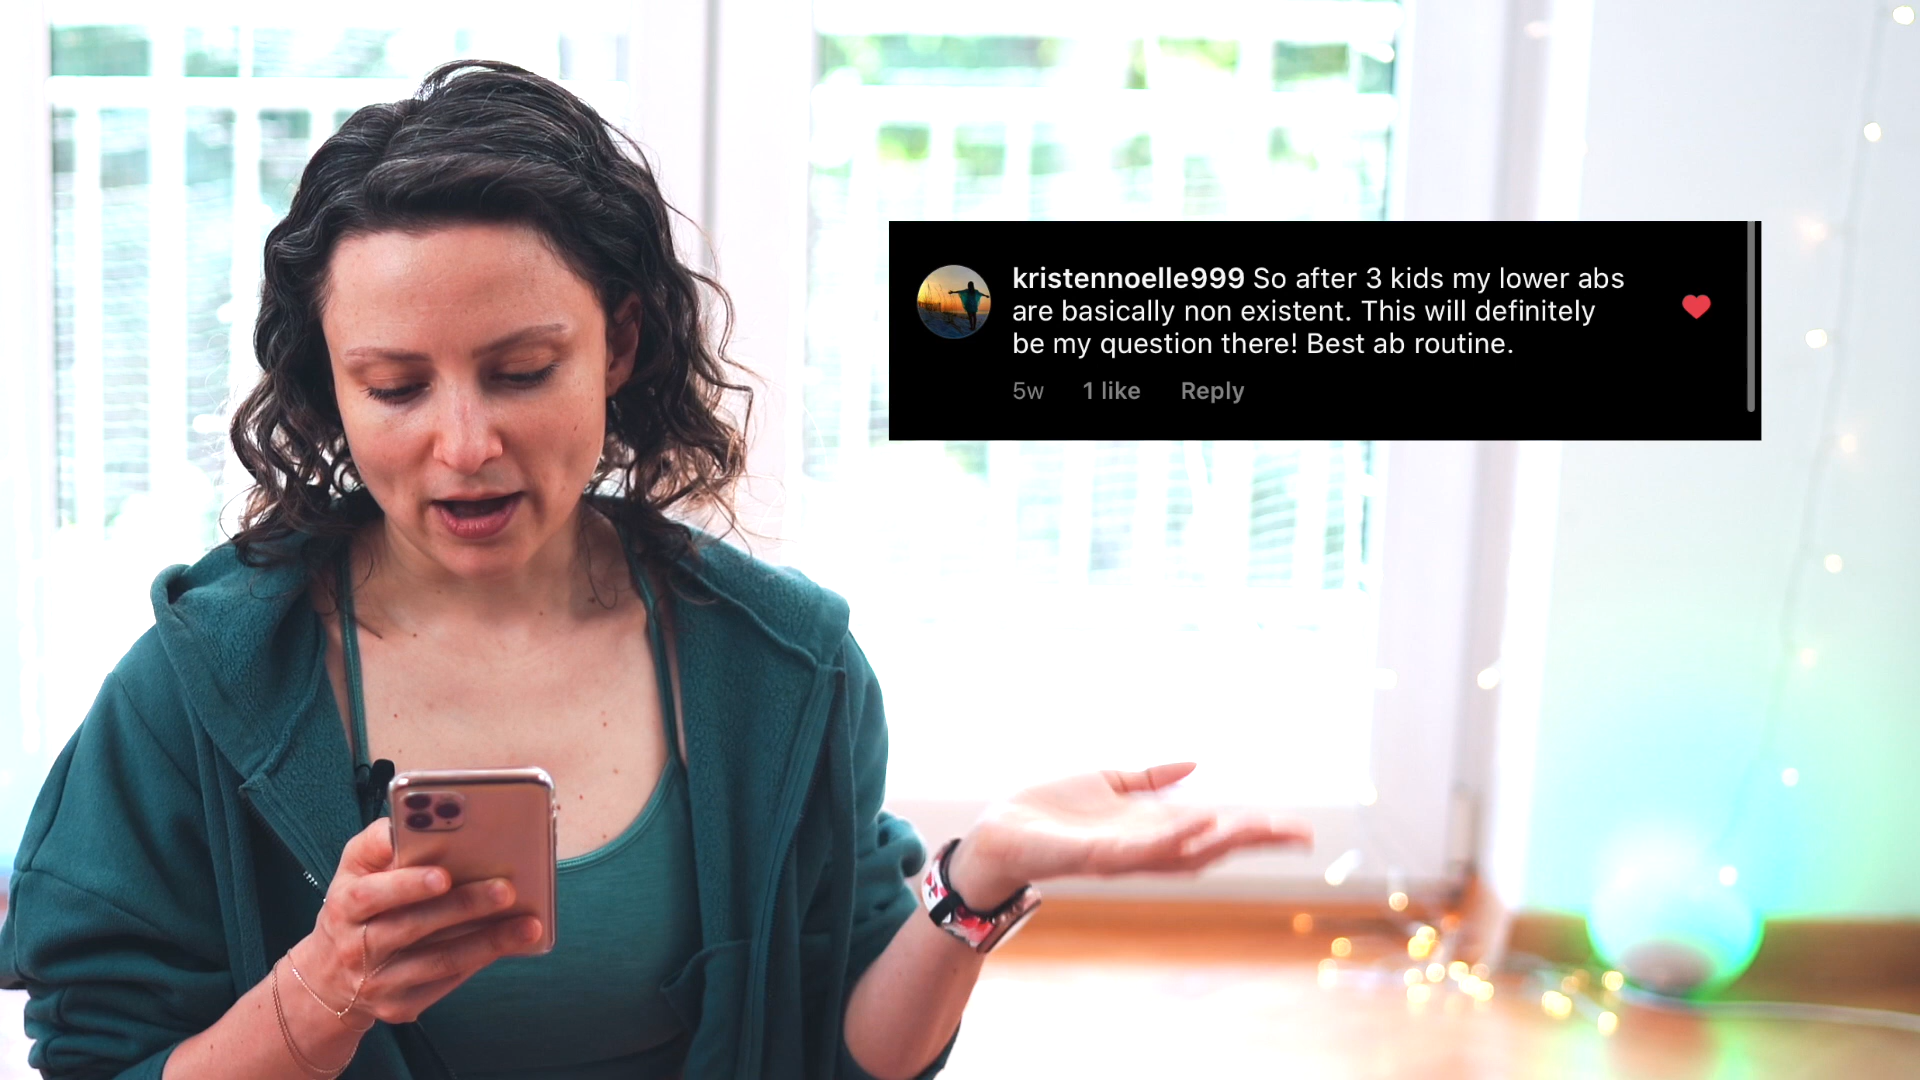 kristennoelle999 So after 3 kids my lower abs
are basically non existent. This will definitely
be my question there! Best ab routine.
5w 1 like Reply